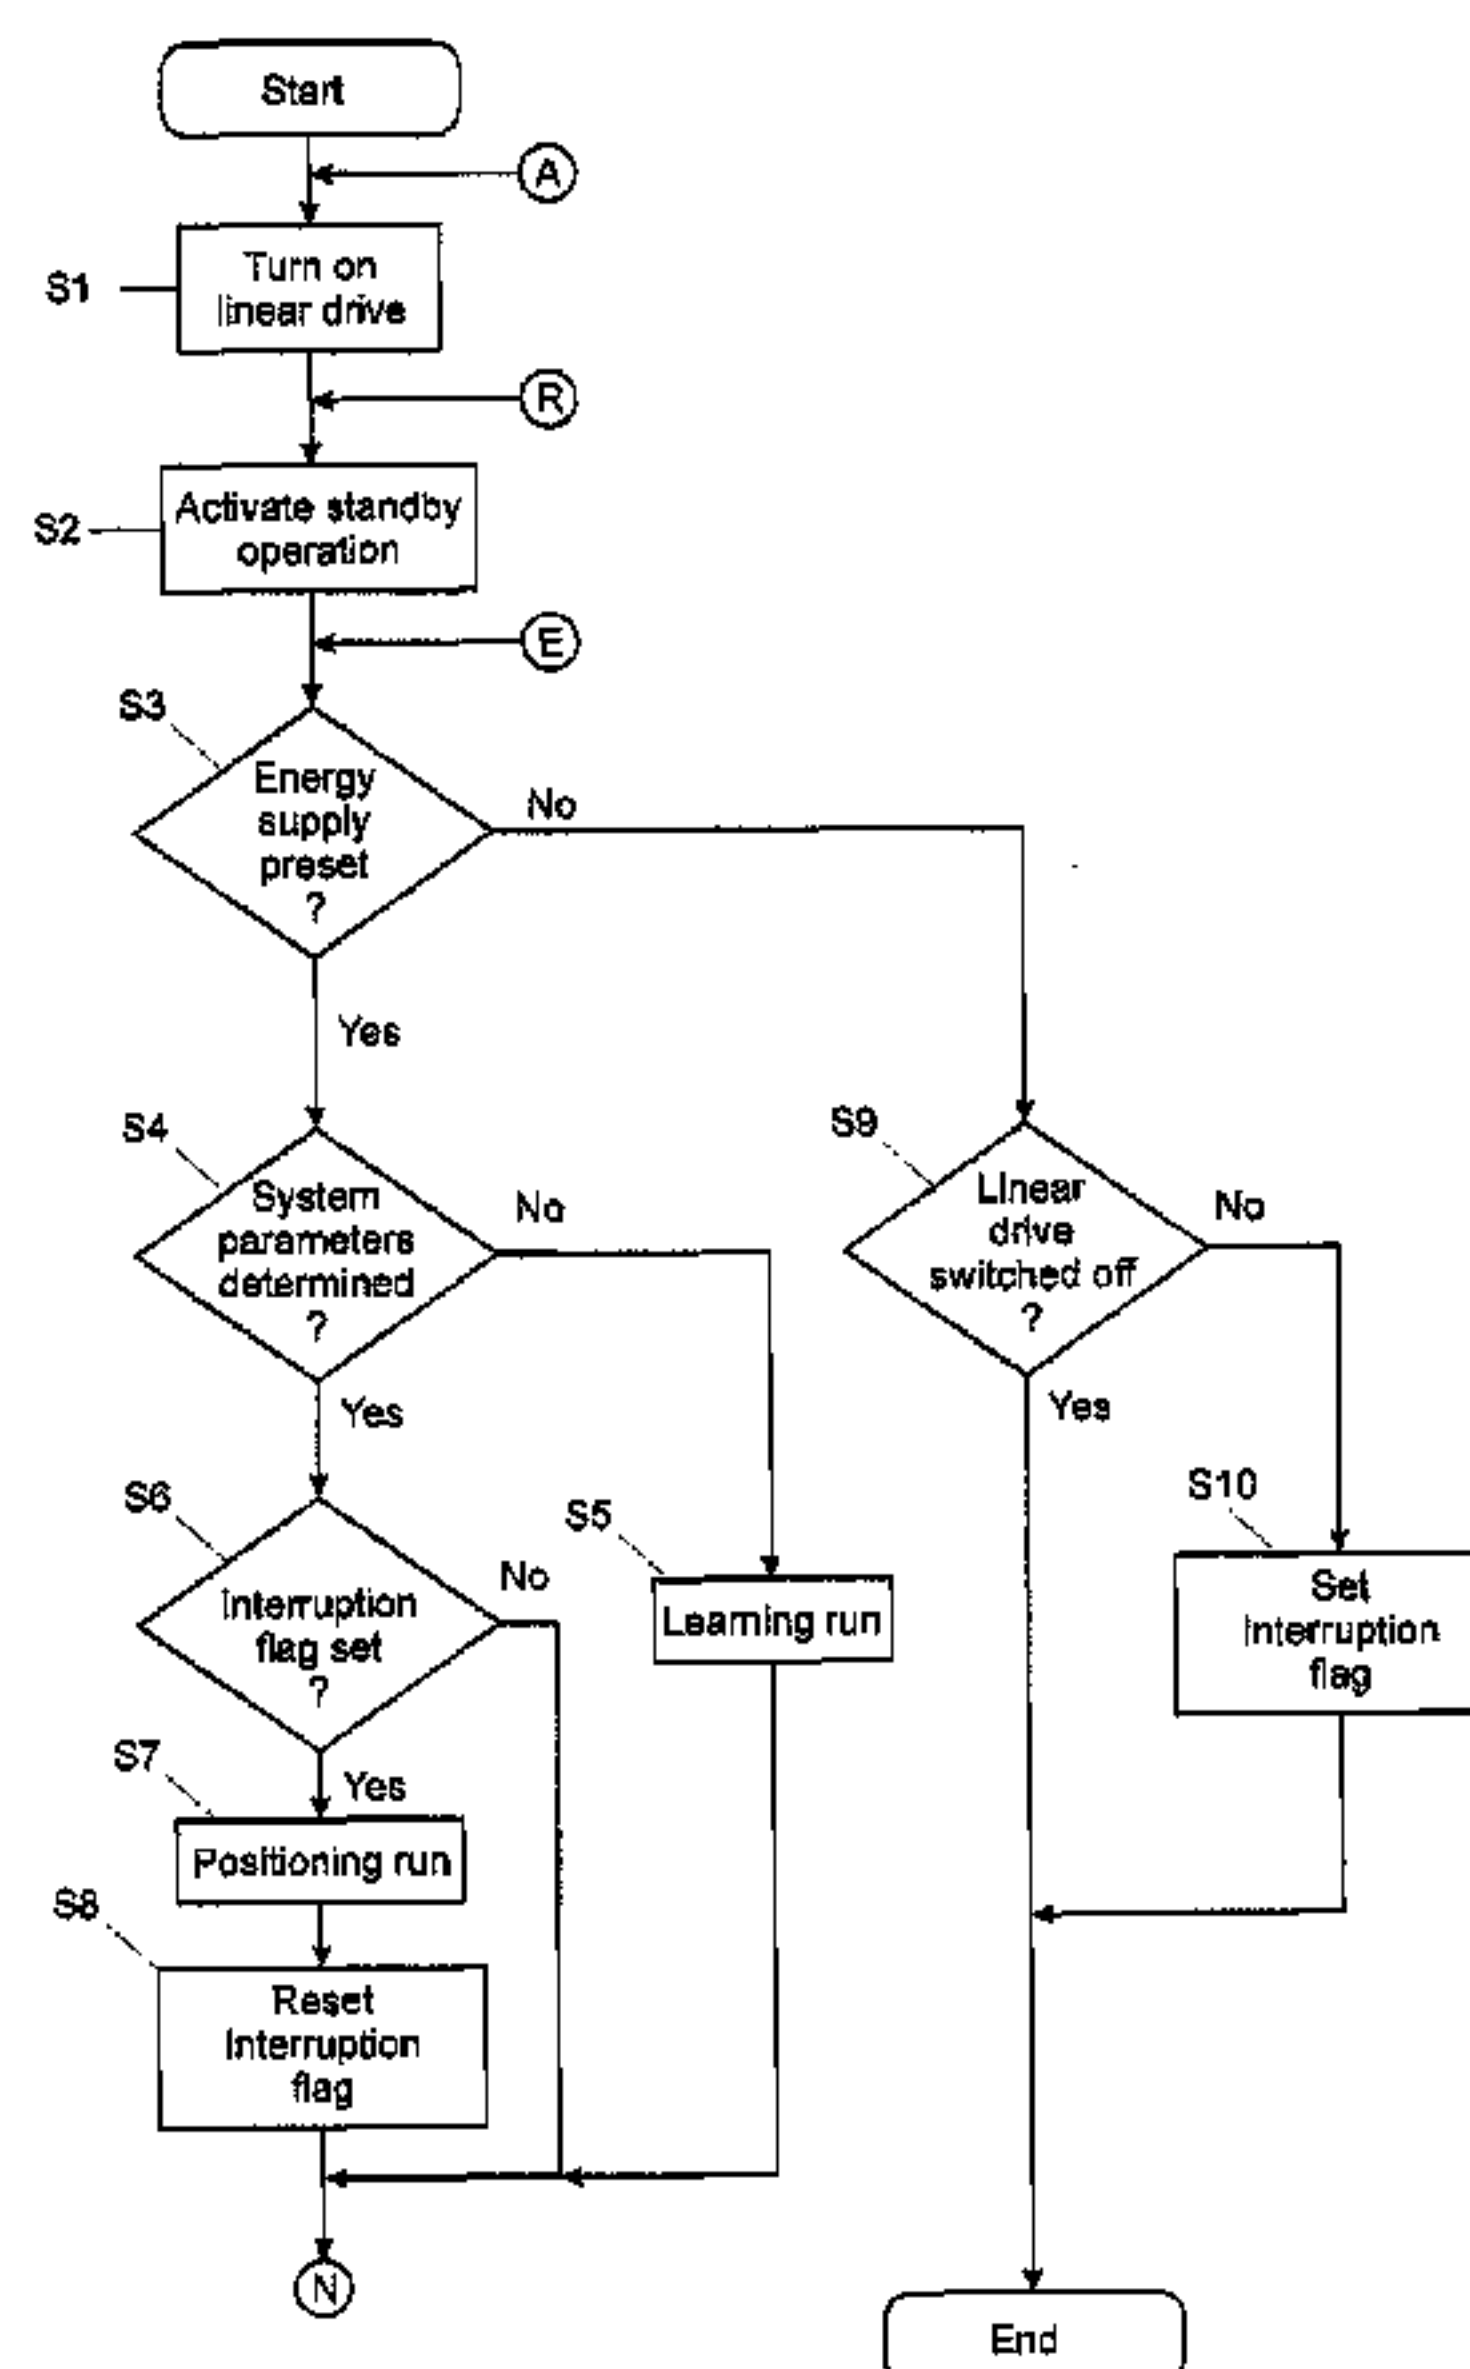 Start
A
S1
Turn on
linear drive
R
S2
Activate standby
operation
E
S3
Energy
supply
preset
?
No
Yes
S4
System
parameters
determined
?
No
Yes
S9
Linear
drive
switched off
?
No
Yes
S6
Interruption
flag set
?
No
Yes
S5
Learning run
S10
Set
Interruption
flag
S7
Positioning run
S8
Reset
Interruption
flag
N
End